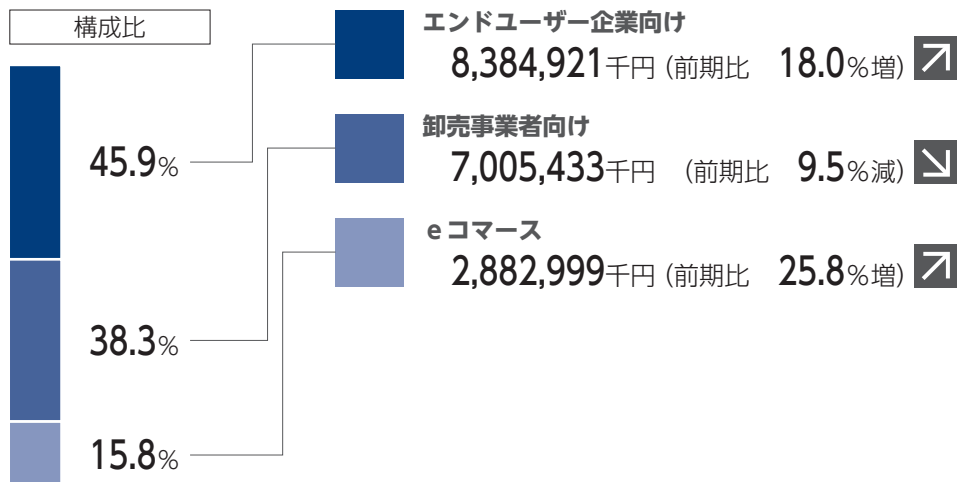 構成比
エンドユーザー企業向け
8,384,921千円（前期比　18.0％増）
45.9％
卸売事業者向け
7,005,433千円　（前期比　9.5％減）
38.3％
eコマース
2,882,999千円（前期比　25.8％増）
15.8％